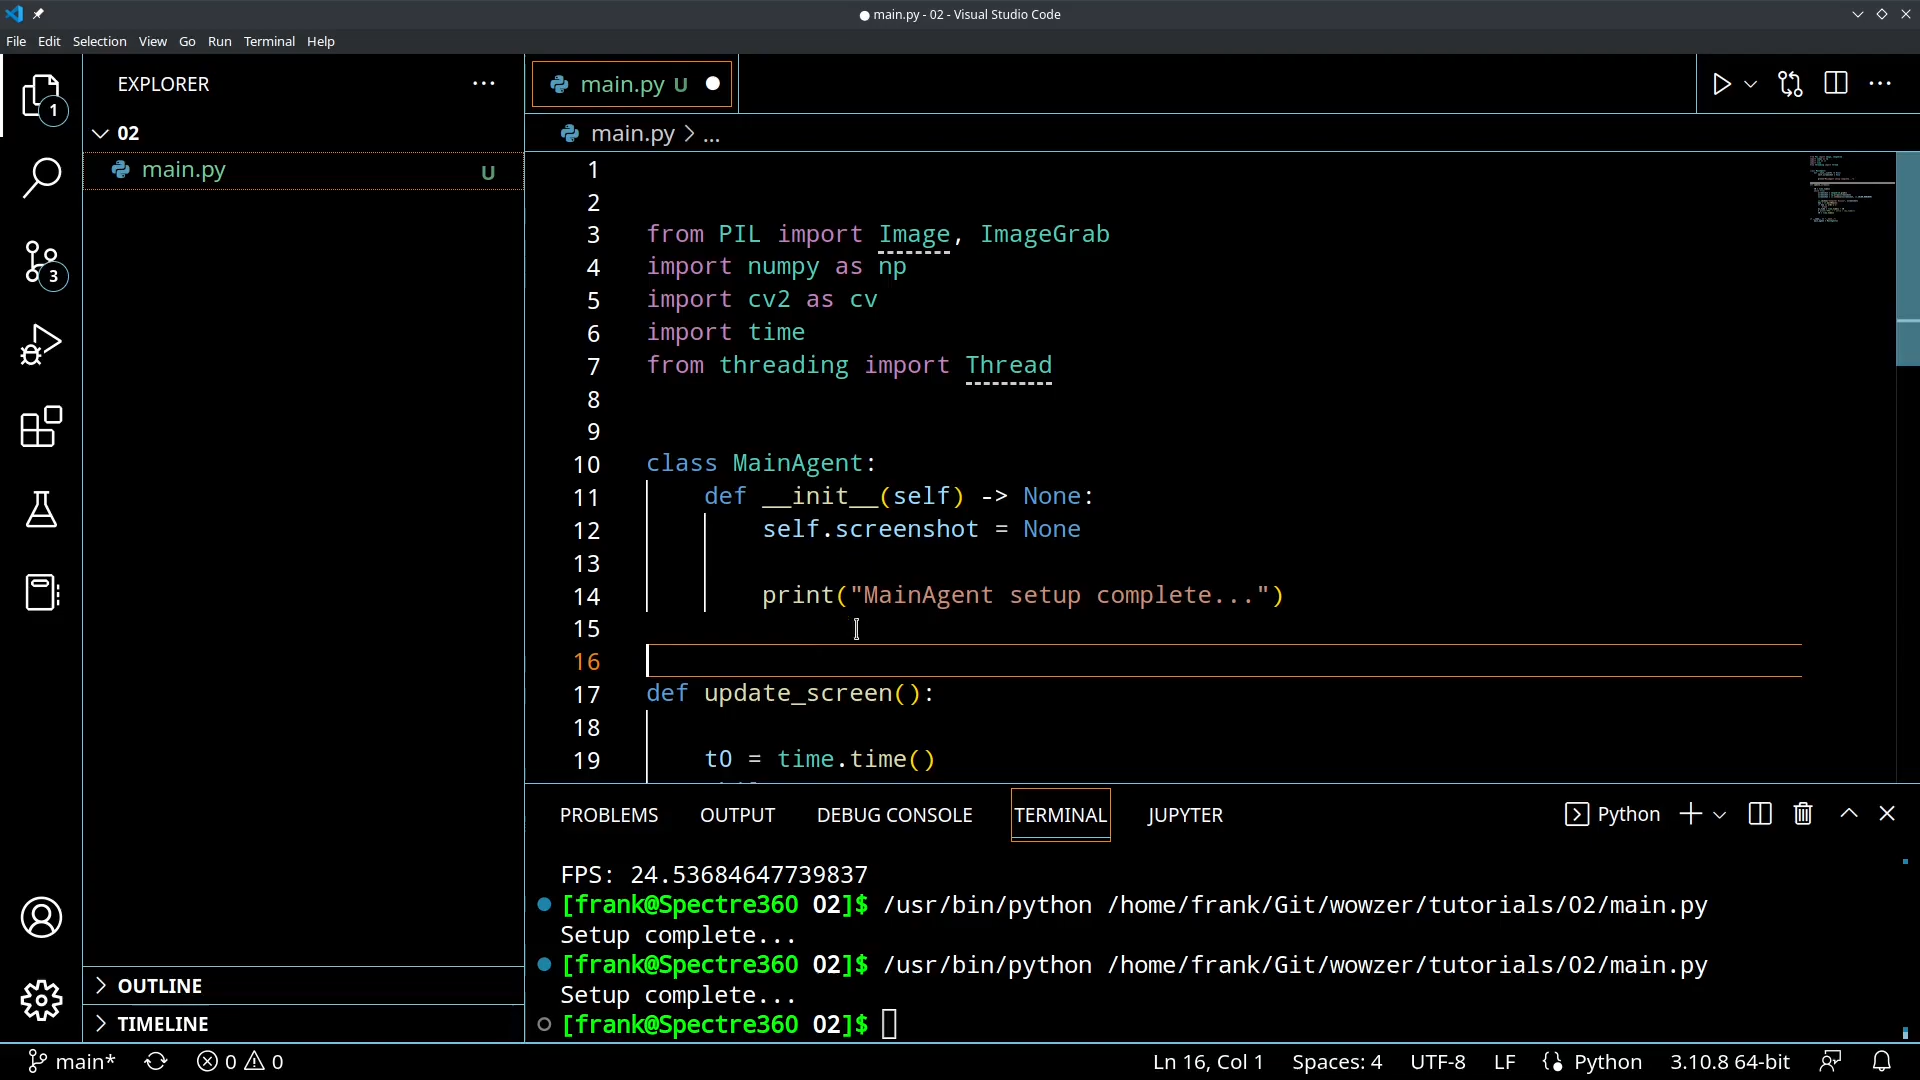 main.py - 02 - Visual Studio Code
File Edit Selection View Go Run Terminal Help
EXPLORER
02
main.py U
OUTLINE
TIMELINE
1
3
main.py U
main.py > ...
1
2
3 from PIL import Image, ImageGrab
4 import numpy as np
5 import cv2 as cv
6 import time
7 from threading import Thread
8
9
10 class MainAgent:
11 def __init__(self) -> None:
12 self.screenshot = None
13
14 print("MainAgent setup complete...")
15
16
17 def update_screen():
18
19 t0 = time.time()
PROBLEMS OUTPUT DEBUG CONSOLE TERMINAL JUPYTER Python
FPS: 24.53684647739837
[frank@Spectre360 02]$ /usr/bin/python /home/frank/Git/wowzer/tutorials/02/main.py
Setup complete...
[frank@Spectre360 02]$ /usr/bin/python /home/frank/Git/wowzer/tutorials/02/main.py
Setup complete...
[frank@Spectre360 02]$
main* 0 0 Ln 16, Col 1 Spaces: 4 UTF-8 LF Python 3.10.8 64-bit